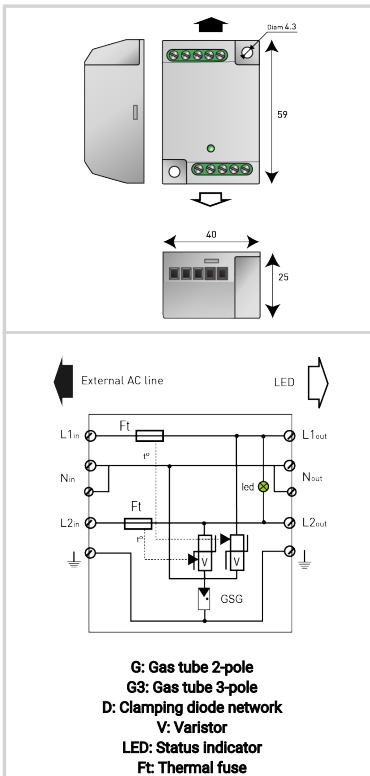 Diam 4.3
59
40
25
External AC line
LED
L1in
Ft
L1out
t°
Nin
Nout
led
L2in
Ft
L2out
t°
V
V
GSG
G: Gas tube 2-pole
G3: Gas tube 3-pole
D: Clamping diode network
V: Varistor
LED: Status indicator
Ft: Thermal fuse